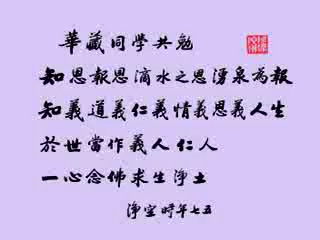 華藏同學共勉
知恩報恩滴水之恩湧泉為報
知義道義仁義情義恩義人生
於世當作義人仁人
一心念佛求生淨土
淨空時年七五